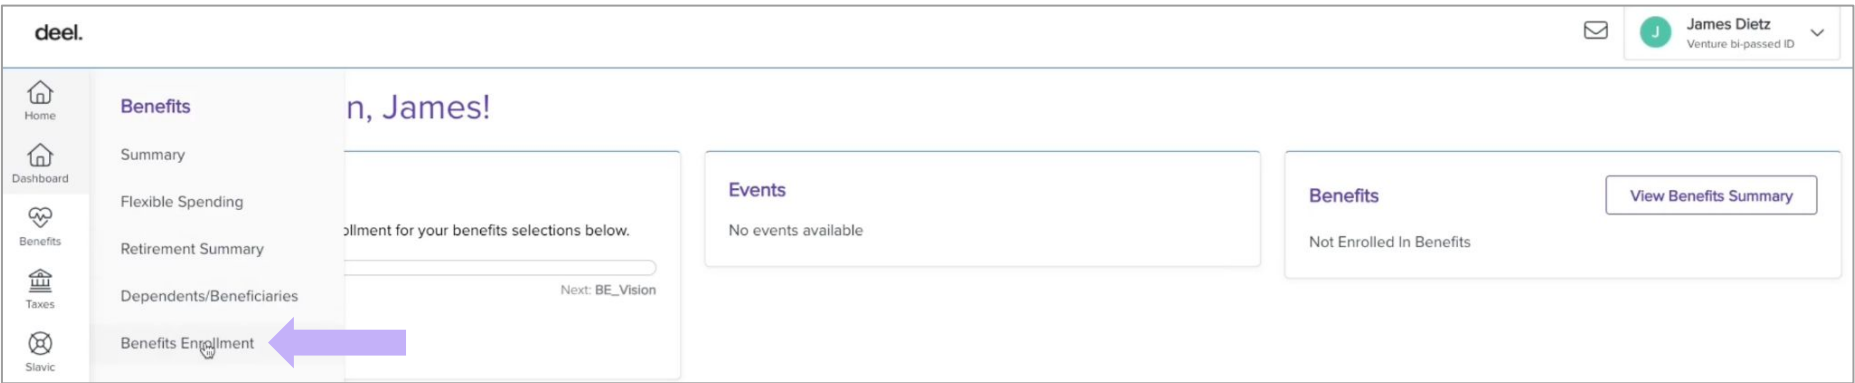 deel.
James Dietz
J
Venture bi-passed ID
Home
Dashboard
Benefits
Taxes
Slavic
Benefits
Summary
Flexible Spending
Retirement Summary
Dependents/Beneficiaries
Benefits Enrollment
n, James!
ollment for your benefits selections below.
Next: BE_Vision
Events
No events available
Benefits
View Benefits Summary
Not Enrolled In Benefits